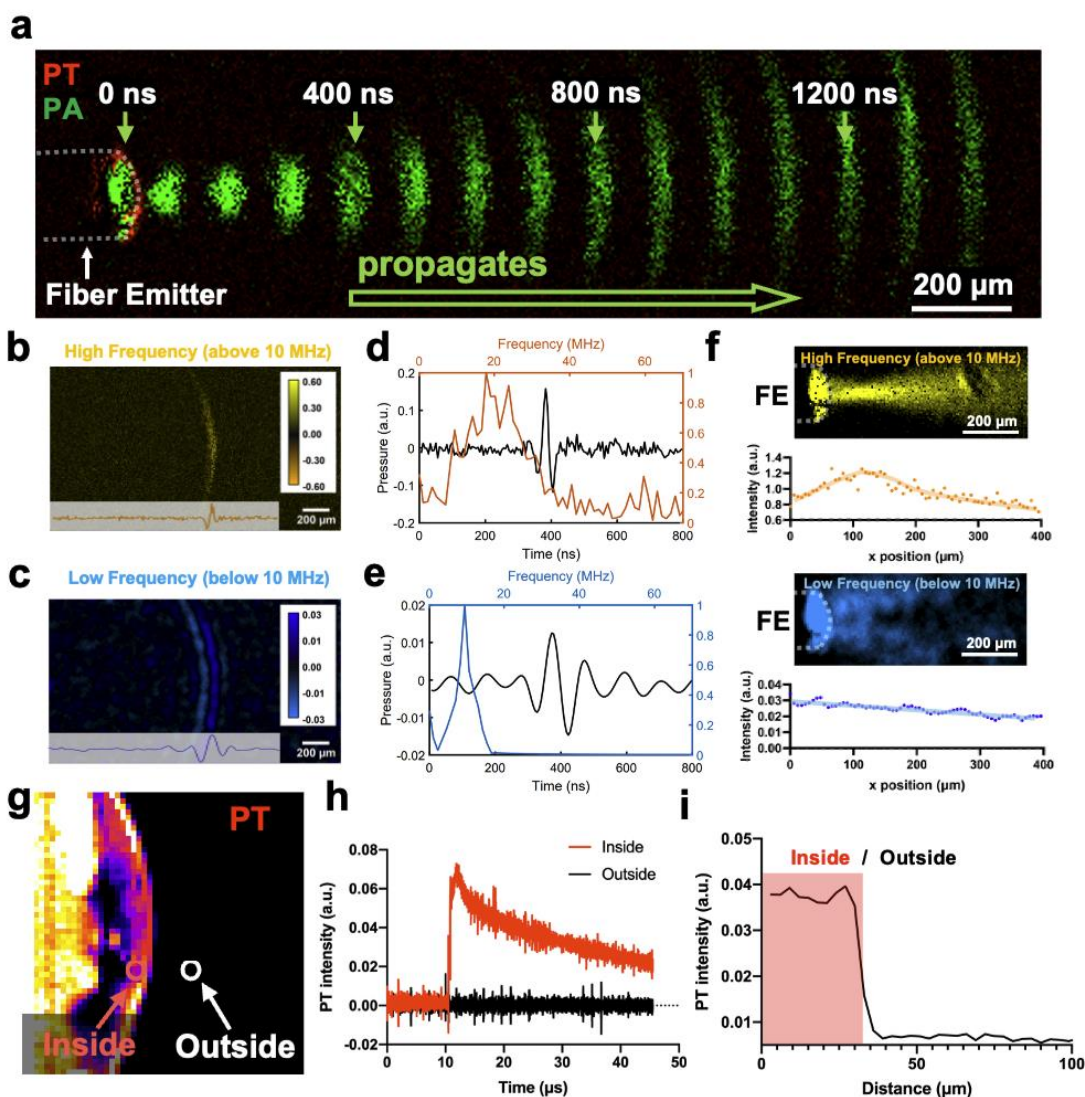 a
PT
PA
0 ns
400 ns
800 ns
1200 ns
Fiber Emitter
propagates
200 µm
b
High Frequency (above 10 MHz)
0.60
0.30
0.00
-0.30
-0.60
200 µm
c
Low Frequency (below 10 MHz)
0.03
0.01
0.00
-0.01
-0.03
200 µm
d
Frequency (MHz)
0 20 40 60
0.2
0.1
0
-0.1
-0.2
Pressure (a.u.)
1
0.8
0.6
0.4
0.2
0
0 200 400 600 800
Time (ns)
e
Frequency (MHz)
0 20 40 60
0.02
0.01
0
-0.01
-0.02
Pressure (a.u.)
1
0.8
0.6
0.4
0.2
0
0 200 400 600 800
Time (ns)
f
High Frequency (above 10 MHz)
FE
200 µm
1.4
1.2
1.0
0.8
0.6
Intensity (a.u.)
0 100 200 300 400
x position (µm)
Low Frequency (below 10 MHz)
FE
200 µm
0.04
0.03
0.02
0.01
0.00
Intensity (a.u.)
0 100 200 300 400
x position (µm)
g
PT
Inside
Outside
h
Inside
Outside
0.08
0.06
0.04
0.02
0.00
-0.02
PT intensity (a.u.)
0 10 20 30 40 50
Time (µs)
i
Inside / Outside
0.05
0.04
0.03
0.02
0.01
PT intensity (a.u.)
0 50 100
Distance (µm)